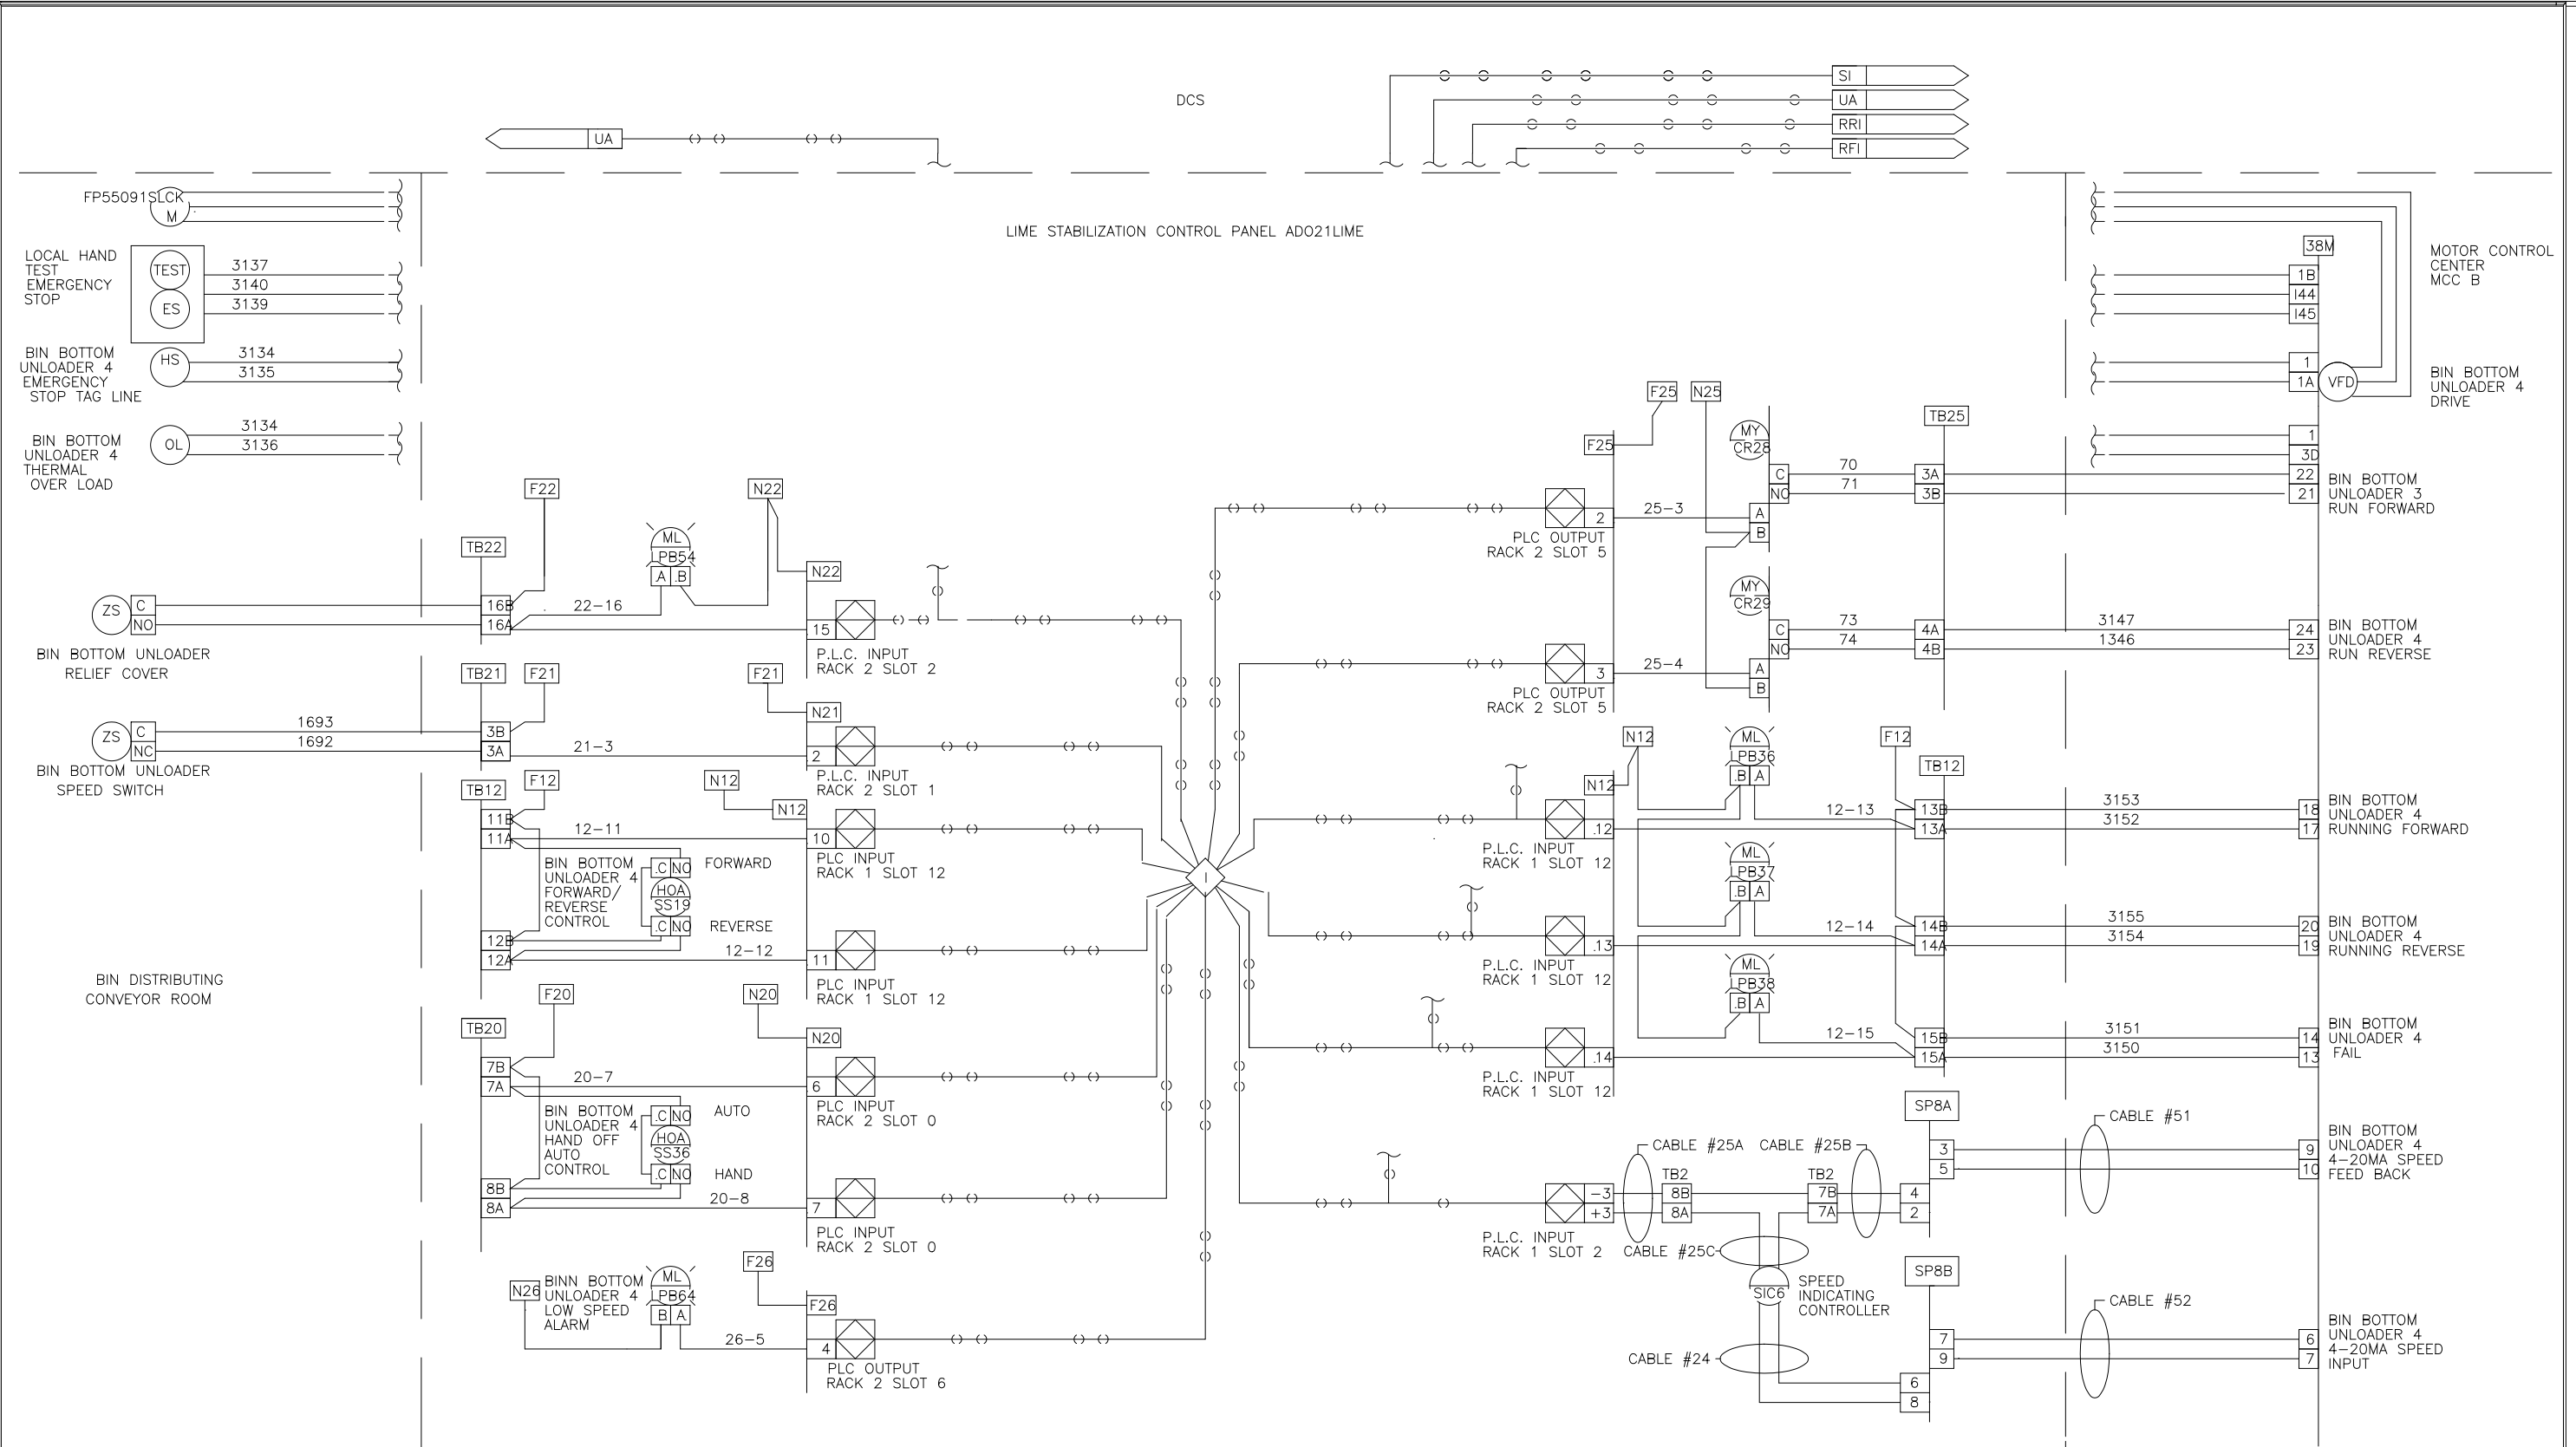 DCS
SI
UA
RRI
RFI
UA
FP55091SLCK
M
LIME STABILIZATION CONTROL PANEL ADO21LIME
LOCAL HAND
TEST
EMERGENCY
STOP
TEST
ES
3137
3140
3139
BIN BOTTOM
UNLOADER 4
EMERGENCY
STOP TAG LINE
HS
3134
3135
BIN BOTTOM
UNLOADER 4
THERMAL
OVER LOAD
OL
3134
3136
38M
1B
I44
I45
1
1A
VFD
1
3D
22
21
MOTOR CONTROL
CENTER
MCC B
BIN BOTTOM
UNLOADER 4
DRIVE
BIN BOTTOM
UNLOADER 3
RUN FORWARD
F22
N22
TB22
ML
LPB54
.A .B
N22
ZS
C
NO
16B
16A
22-16
15
BIN BOTTOM UNLOADER
RELIEF COVER
P.L.C. INPUT
RACK 2 SLOT 2
TB21
F21
F21
N21
ZS
C
NC
1693
1692
3B
3A
21-3
2
BIN BOTTOM UNLOADER
SPEED SWITCH
P.L.C. INPUT
RACK 2 SLOT 1
TB12
F12
N12
N12
11B
11A
12-11
10
PLC INPUT
RACK 1 SLOT 12
BIN BOTTOM
UNLOADER 4
FORWARD/
REVERSE
CONTROL
.C NO
FORWARD
HOA
SS19
.C NO
REVERSE
12B
12A
12-12
11
PLC INPUT
RACK 1 SLOT 12
BIN DISTRIBUTING
CONVEYOR ROOM
F20
N20
TB20
N20
7B
7A
20-7
6
PLC INPUT
RACK 2 SLOT 0
BIN BOTTOM
UNLOADER 4
HAND OFF
AUTO
CONTROL
.C NO
AUTO
HOA
SS36
.C NO
HAND
8B
8A
20-8
7
PLC INPUT
RACK 2 SLOT 0
N26
BINN BOTTOM
UNLOADER 4
LOW SPEED
ALARM
ML
LPB64
B A
F26
F26
26-5
4
PLC OUTPUT
RACK 2 SLOT 6
I
F25
N25
F25
MY
CR28
TB25
2
25-3
C
NO
A
B
70
71
3A
3B
PLC OUTPUT
RACK 2 SLOT 5
MY
CR29
3
25-4
C
NO
A
B
73
74
4A
4B
3147
1346
24
23
BIN BOTTOM
UNLOADER 4
RUN REVERSE
PLC OUTPUT
RACK 2 SLOT 5
N12
N12
ML
LPB36
.B A
F12
TB12
.12
12-13
13B
13A
3153
3152
18
17
BIN BOTTOM
UNLOADER 4
RUNNING FORWARD
P.L.C. INPUT
RACK 1 SLOT 12
ML
LPB37
.B A
.13
12-14
14B
14A
3155
3154
20
19
BIN BOTTOM
UNLOADER 4
RUNNING REVERSE
P.L.C. INPUT
RACK 1 SLOT 12
ML
LPB38
.B A
.14
12-15
15B
15A
3151
3150
14
13
BIN BOTTOM
UNLOADER 4
FAIL
P.L.C. INPUT
RACK 1 SLOT 12
SP8A
CABLE #51
CABLE #25A
CABLE #25B
3
5
9
10
BIN BOTTOM
UNLOADER 4
4-20MA SPEED
FEED BACK
TB2
TB2
-3
+3
8B
8A
7B
7A
4
2
P.L.C. INPUT
RACK 1 SLOT 2
CABLE #25C
SIC6
SPEED
INDICATING
CONTROLLER
SP8B
CABLE #52
7
9
6
7
BIN BOTTOM
UNLOADER 4
4-20MA SPEED
INPUT
CABLE #24
6
8